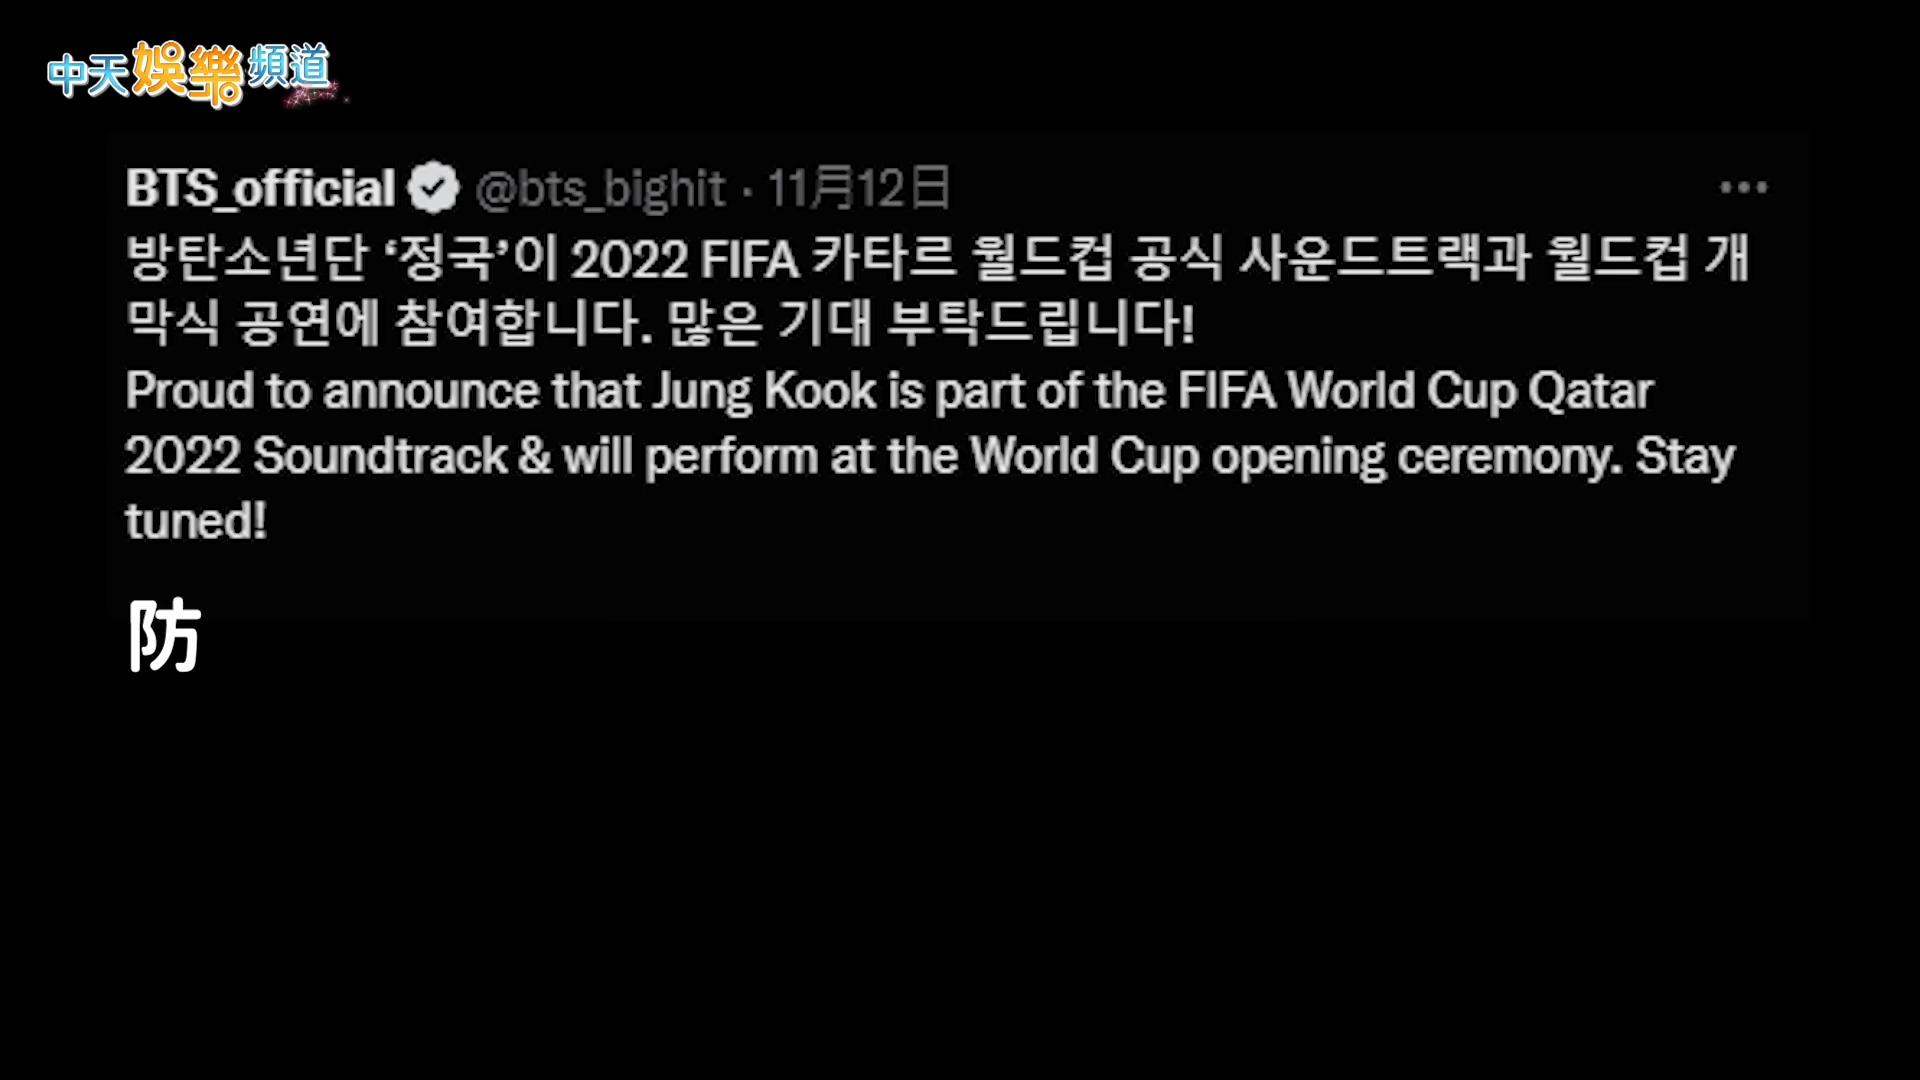 中天娛樂頻道
BTS_official @bts_bighit · 11月12日
방탄소년단 ‘정국’이 2022 FIFA 카타르 월드컵 공식 사운드트랙과 월드컵 개
막식 공연에 참여합니다. 많은 기대 부탁드립니다!
Proud to announce that Jung Kook is part of the FIFA World Cup Qatar
2022 Soundtrack & will perform at the World Cup opening ceremony. Stay
tuned!
防